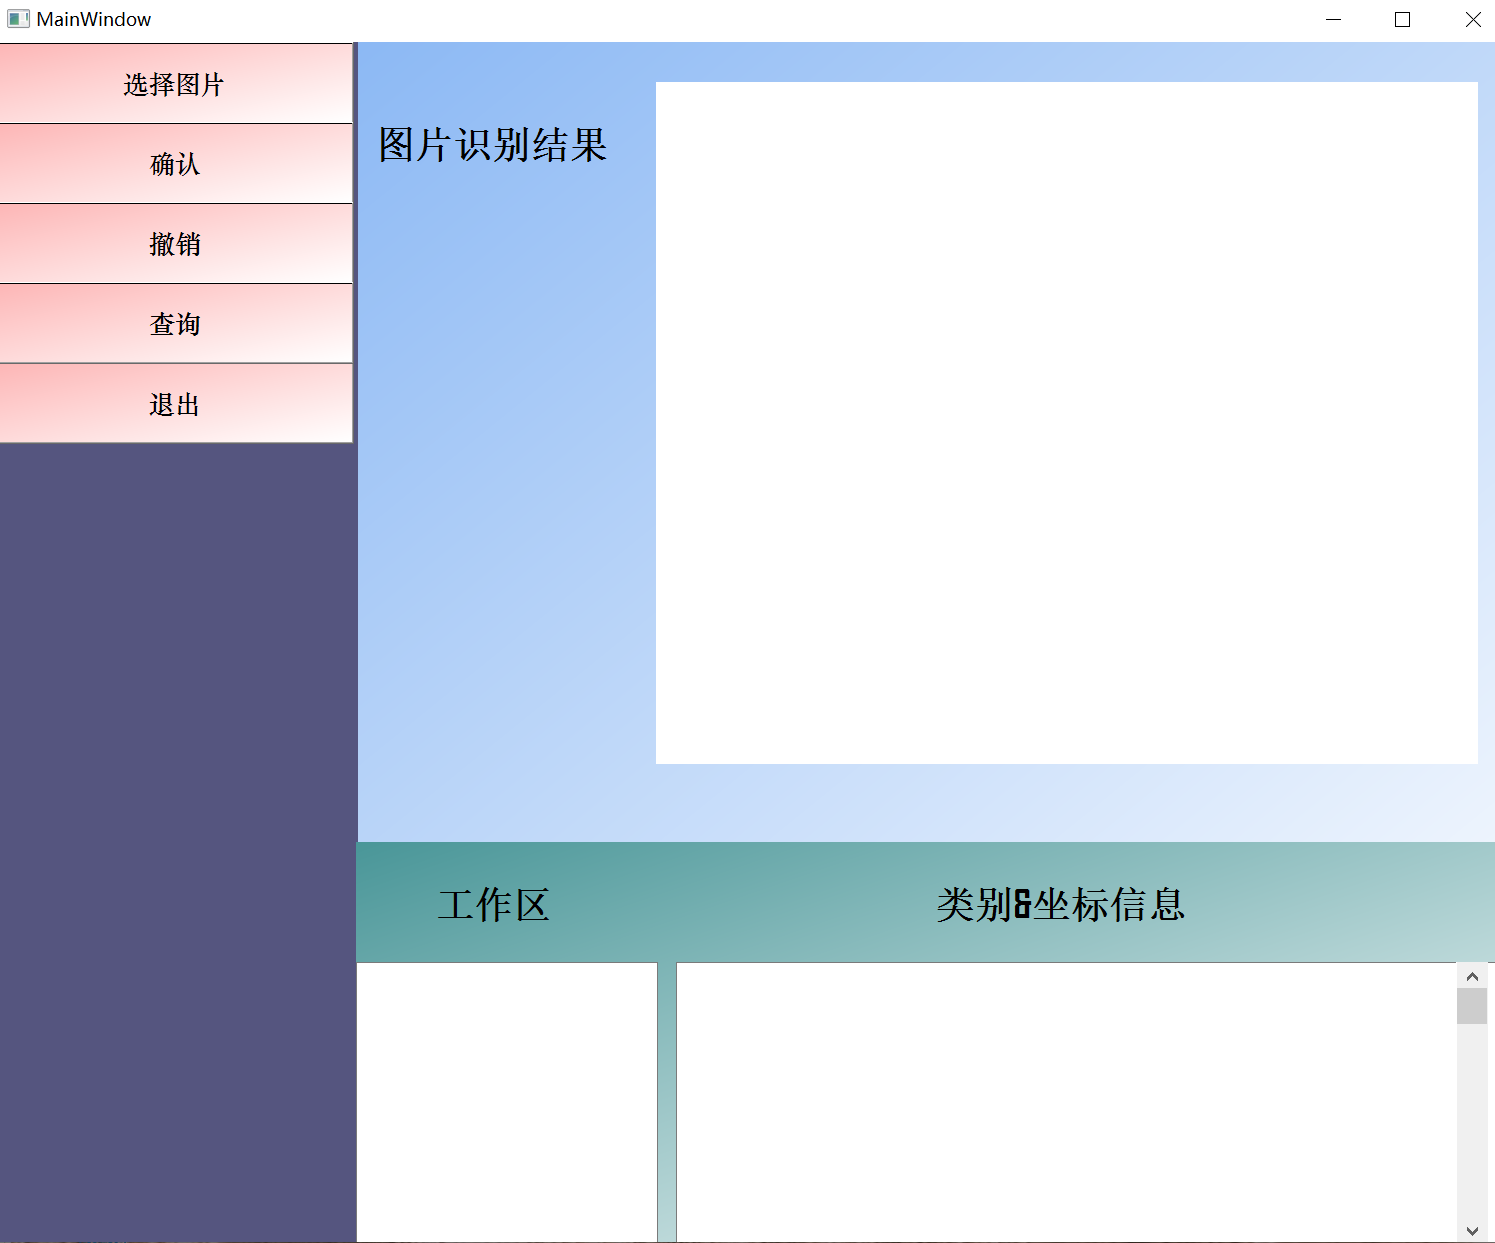 MainWindow
选择图片
确认
撤销
查询
退出
图片识别结果
工作区
类别&坐标信息